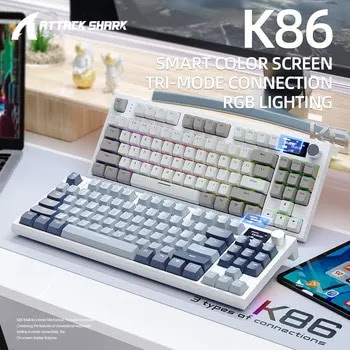 ATTACK SHARK
K86
SMART COLOR SCREEN
TRI-MODE CONNECTION
RGB LIGHTING
K86
3 types of connections